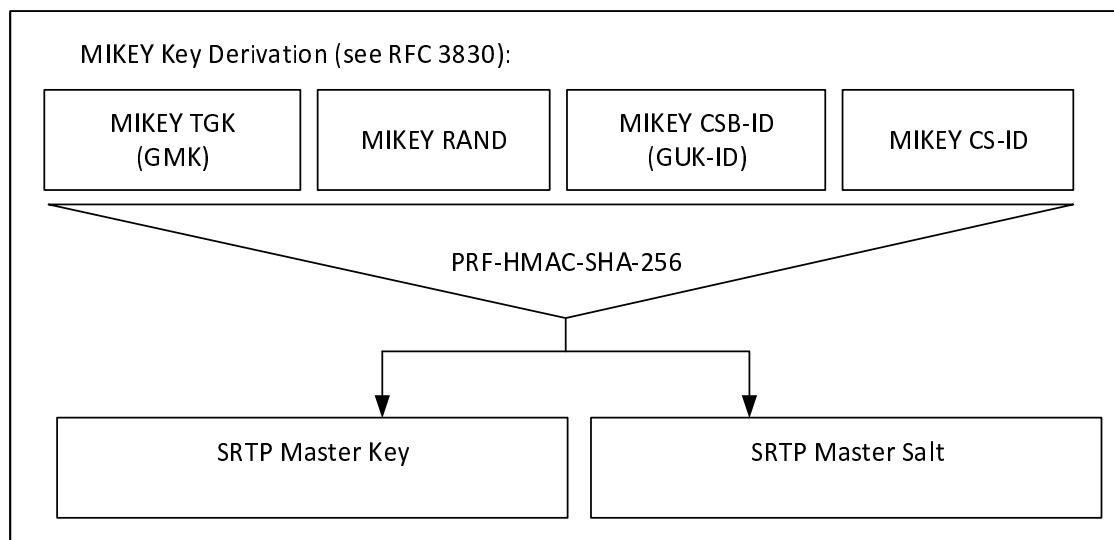 MIKEY Key Derivation (see RFC 3830):
MIKEY TGK
(GMK)
MIKEY RAND
MIKEY CSB-ID
(GUK-ID)
MIKEY CS-ID
PRF-HMAC-SHA-256
SRTP Master Key
SRTP Master Salt